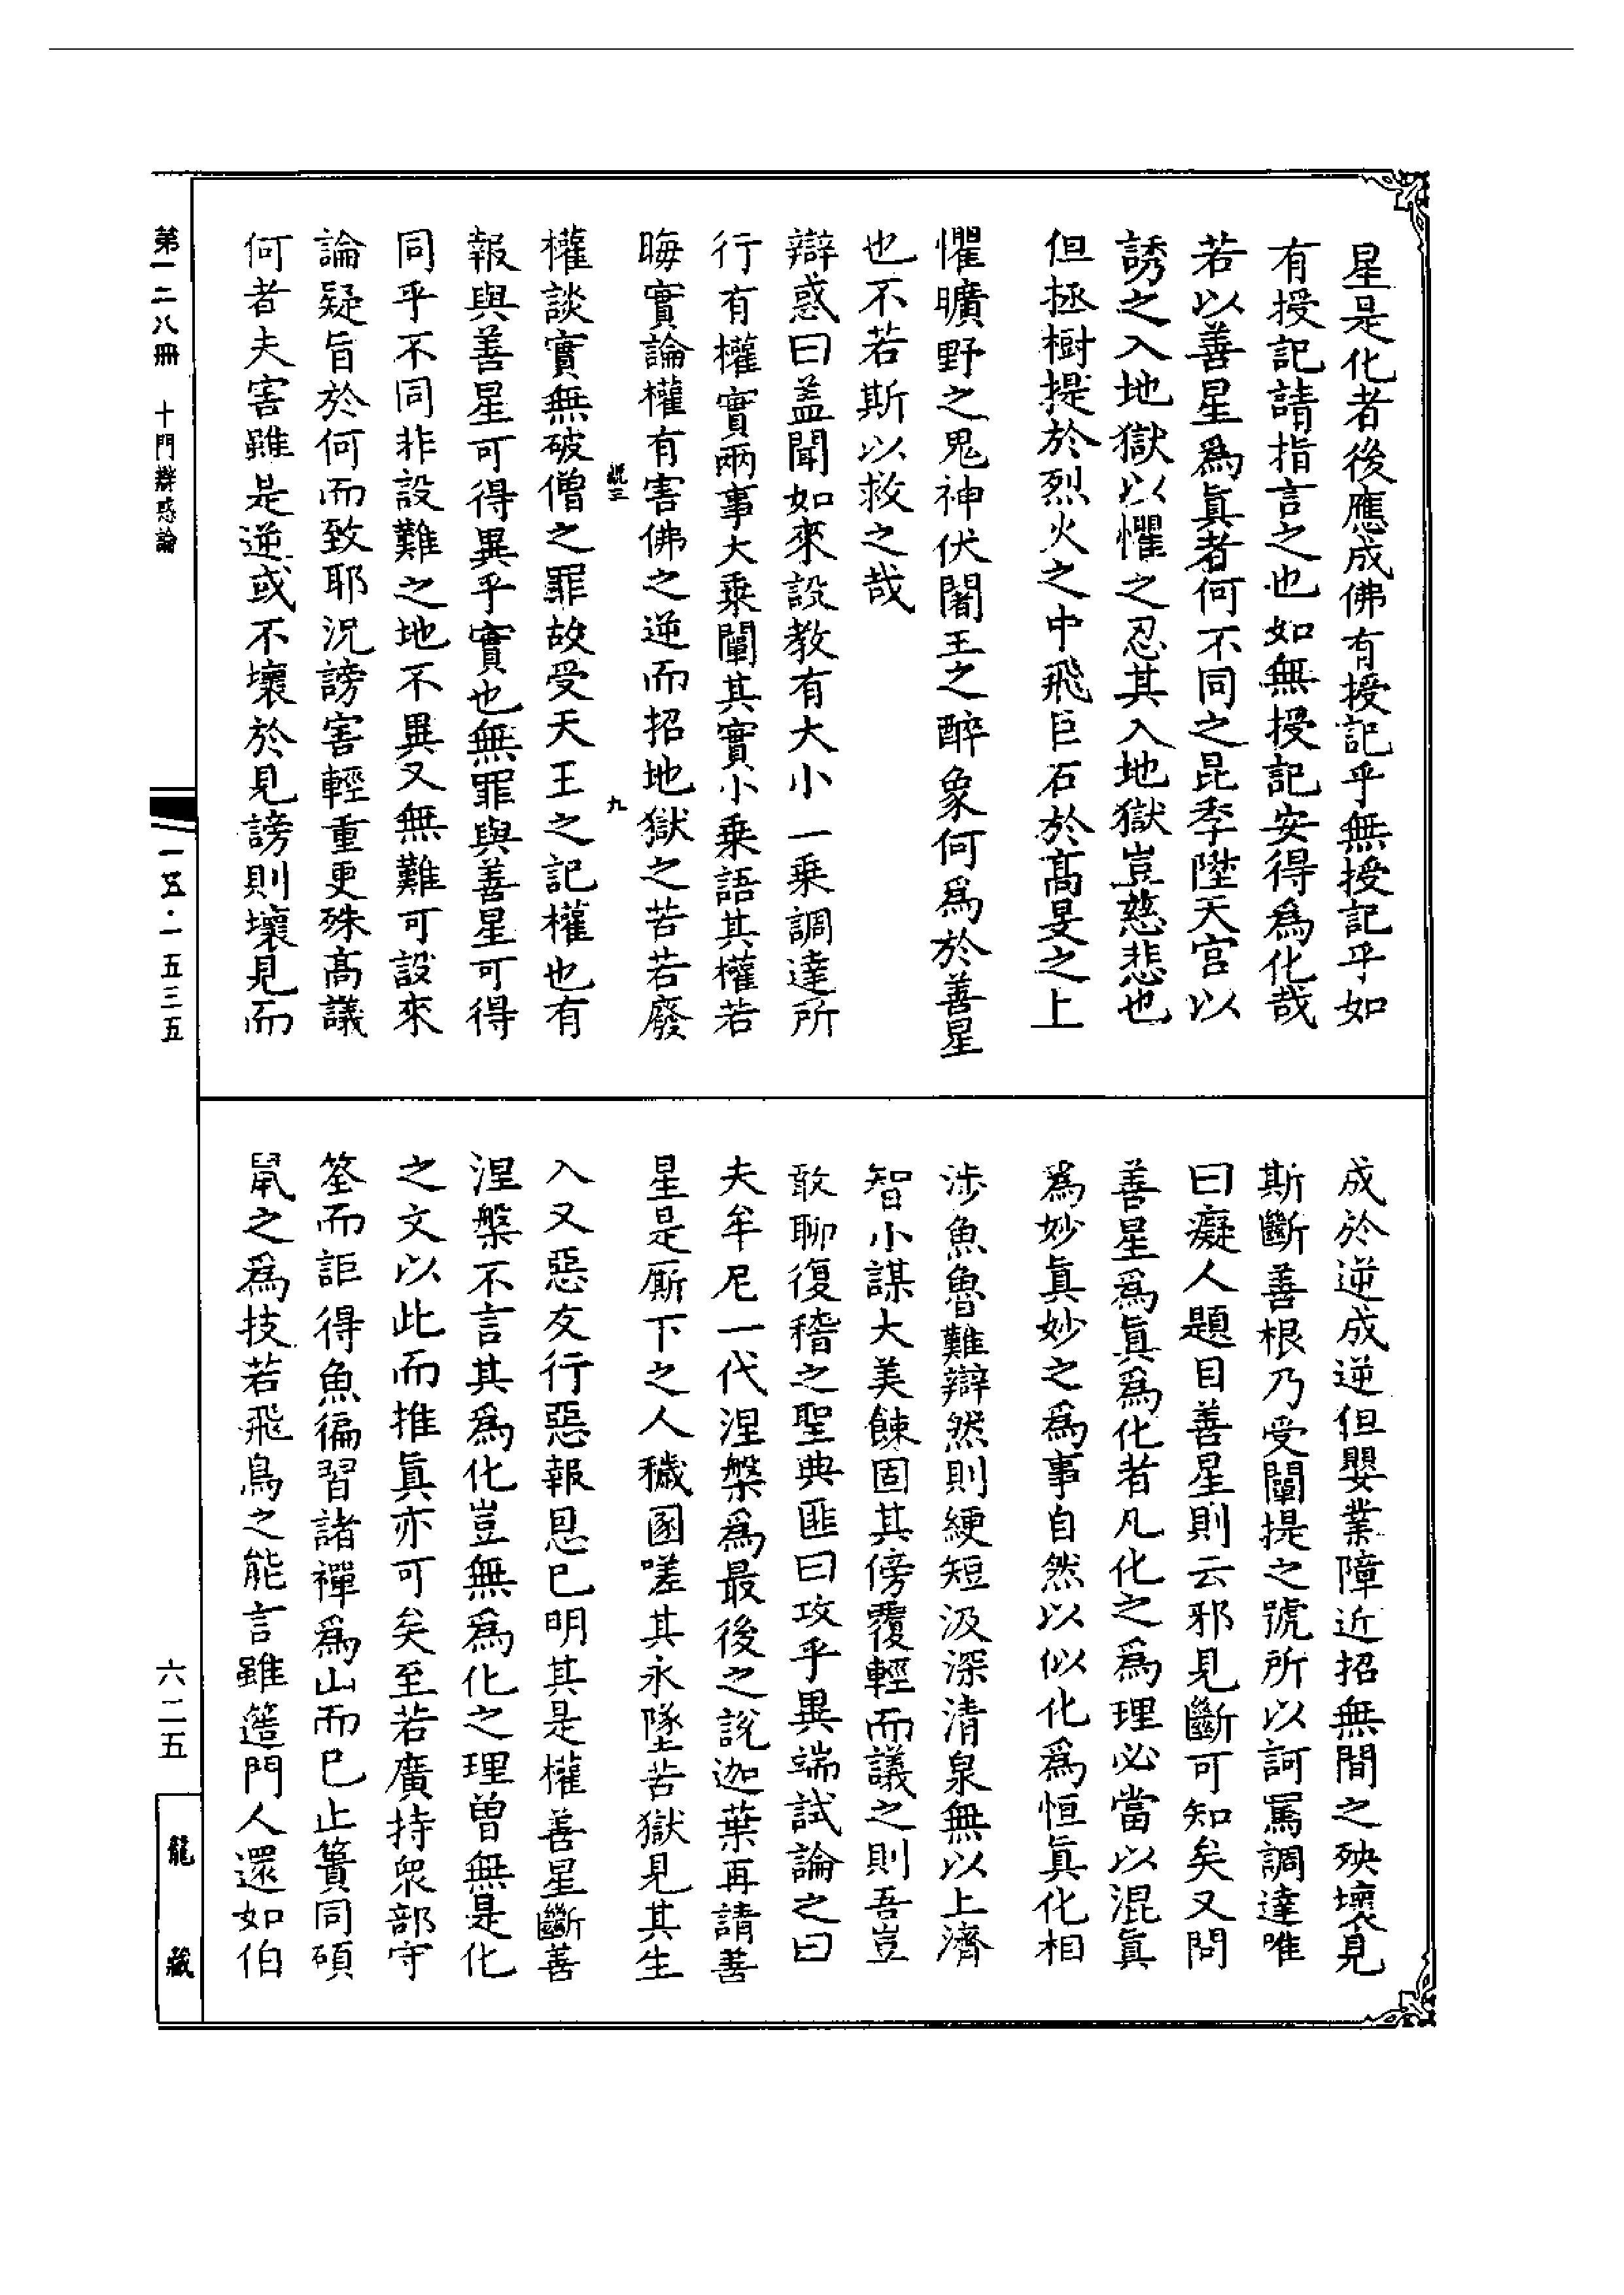 星是化者後應成佛有授記乎無授記乎如
有授記請指言之也如無授記安得爲化哉
若以善星爲眞者何不同之昆季陞天宮以
誘之入地獄以懼之忍其入地獄豈慈悲也
但拯樹提於烈火之中飛巨石於髙旻之上
懼曠野之鬼神伏闍王之醉象何爲於善星
也不若斯以救之哉
辯惑曰葢聞如來設教有大小一乗調達所
行有權實兩事大乗闡其實小乗語其權若
晦實論權有害佛之逆而招地獄之苦若廢
九
權談實無破僧之罪故受天王之記權也有
報與善星可得異乎實也無罪與善星可得
同乎不同非設難之地不異又無難可設來
論疑旨於何而致耶況謗害輕重更殊髙議
何者夫害雖是逆或不壞於見謗則壞見而
成於逆成逆但嬰業障近招無間之殃壞見
斯斷善根乃受闡提之號所以訶罵調達唯
曰癡人題目善星則云邪見斷可知矣又問
善星爲眞爲化者凡化之爲理必當以混眞
爲妙眞妙之爲事自然以似化爲恒眞化相
涉魚魯難辯然則綆短汲深清泉無以上濟
智小謀大美餗固其傍覆輕而議之則吾豈
敢聊復稽之聖典匪曰攻乎異端試論之曰
夫牟尼一代涅槃爲最後之說迦葉再請善
星是厮下之人穢圂嗟其永墜苦獄見其生
入又惡友行惡報恩已明其是權善星斷善
涅槃不言其爲化豈無爲化之理曾無是化
之文以此而推眞亦可矣至若廣持衆部守
筌而詎得魚徧習諸禪爲山而巳止簣同碩
鼠之爲技若飛鳥之能言雖簉門人還如伯
第一二八冊　十門辯惑論
一五·一五三五
六二五
龍藏